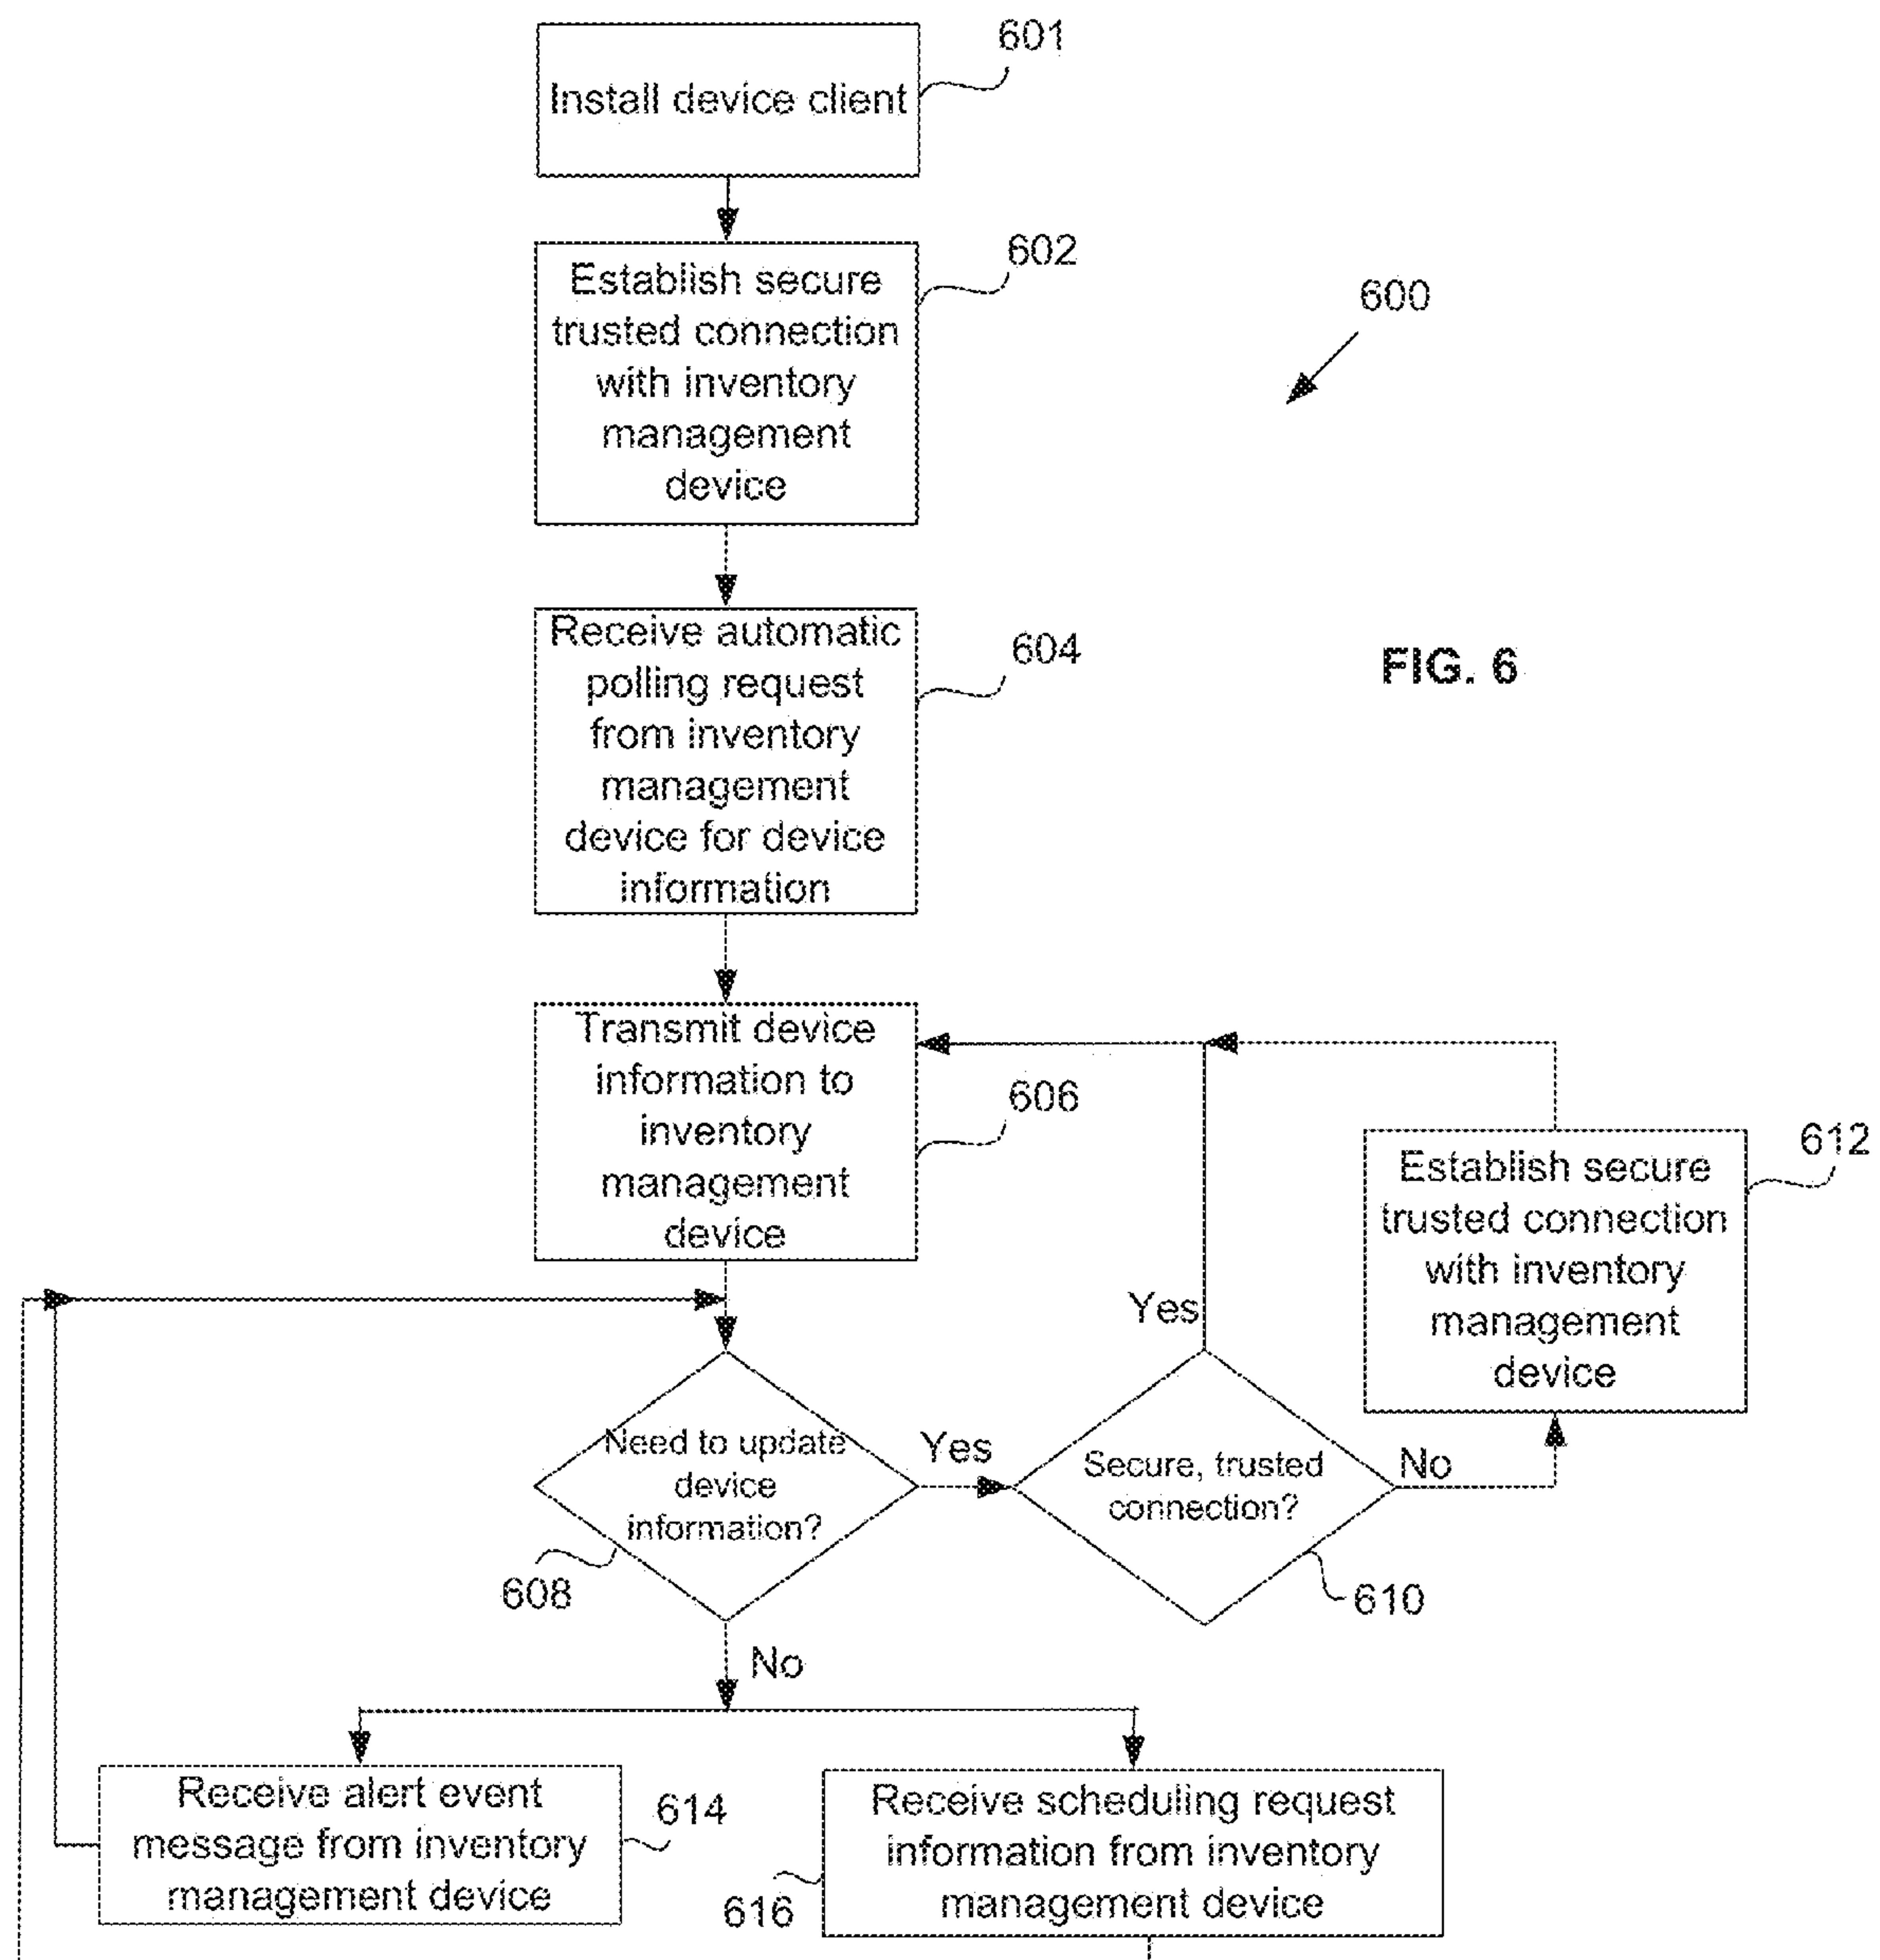 601
Install device client
602
Establish secure
trusted connection
with inventory
management
device
600
604
Receive automatic
polling request
from inventory
management
device for device
information
FIG. 6
Transmit device
information to
inventory
management
device
606
612
Establish secure
trusted connection
with inventory
management
device
Yes
Need to update
device
information?
Yes
Secure, trusted
connection?
No
608
610
No
Receive alert event
message from inventory
management device
614
Receive scheduling request
information from inventory
management device
616